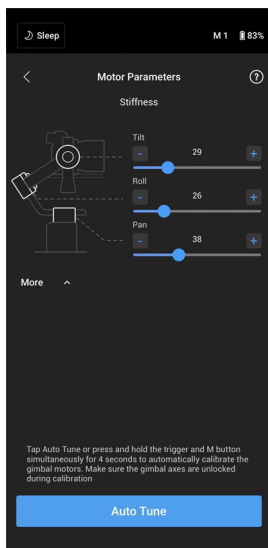 Sleep M 1 83%
Motor Parameters ?
Stiffness
Tilt
- 29 +
Roll
- 26 +
Pan
- 38 +
More
Tap Auto Tune or press and hold the trigger and M button
simultaneously for 4 seconds to automatically calibrate the
gimbal motors. Make sure the gimbal axes are unlocked
during calibration
Auto Tune